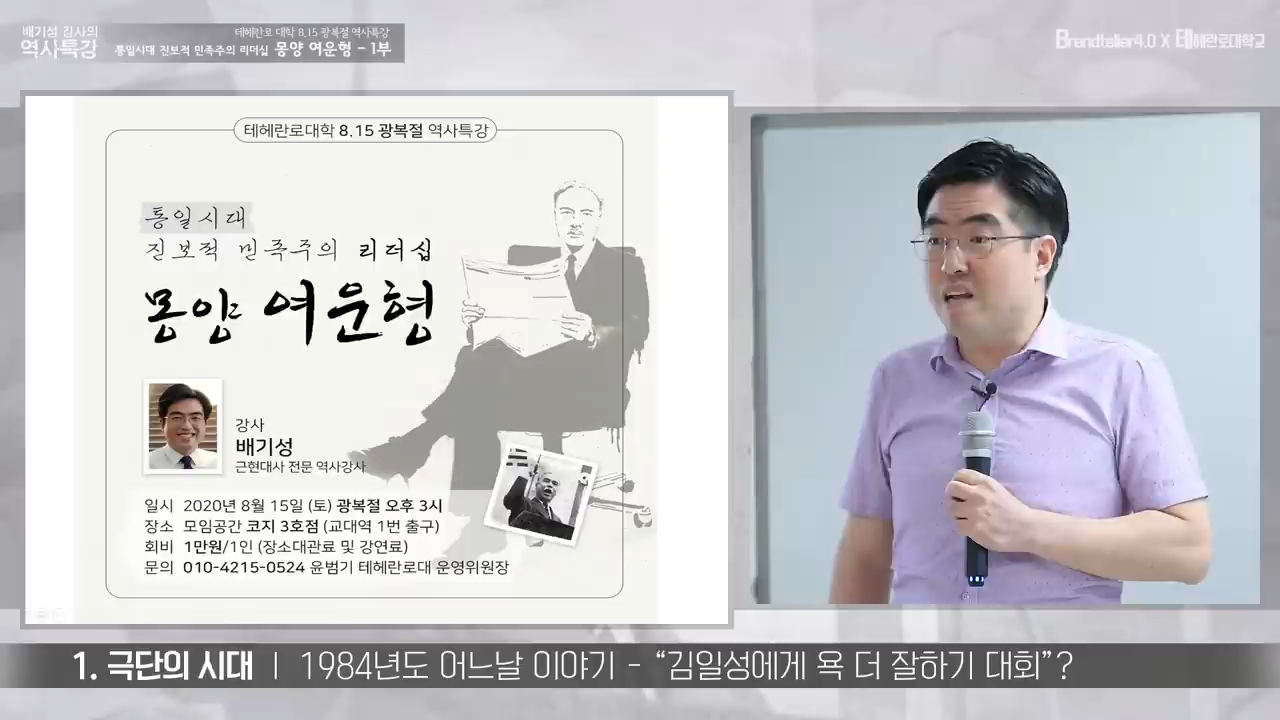 배기성 강사의
역사특강
테헤란로 대학 8.15 광복절 역사특강
통일시대 진보적 민족주의 리더십 몽양 여운형 - 1부
Brandteller4.0 X 테헤란로대학교
테헤란로대학 8.15 광복절 역사특강
통일시대
진보적 민족주의 리더십
몽양 여운형
강사
배기성
근현대사 전문 역사강사
일시 2020년 8월 15일 (토) 광복절 오후 3시
장소 모임공간 코지 3호점 (교대역 1번 출구)
회비 1만원/1인 (장소대관료 및 강연료)
문의 010-4215-0524 윤범기 테헤란로대 운영위원장
1. 극단의 시대 | 1984년도 어느날 이야기 - “김일성에게 욕 더 잘하기 대회”?